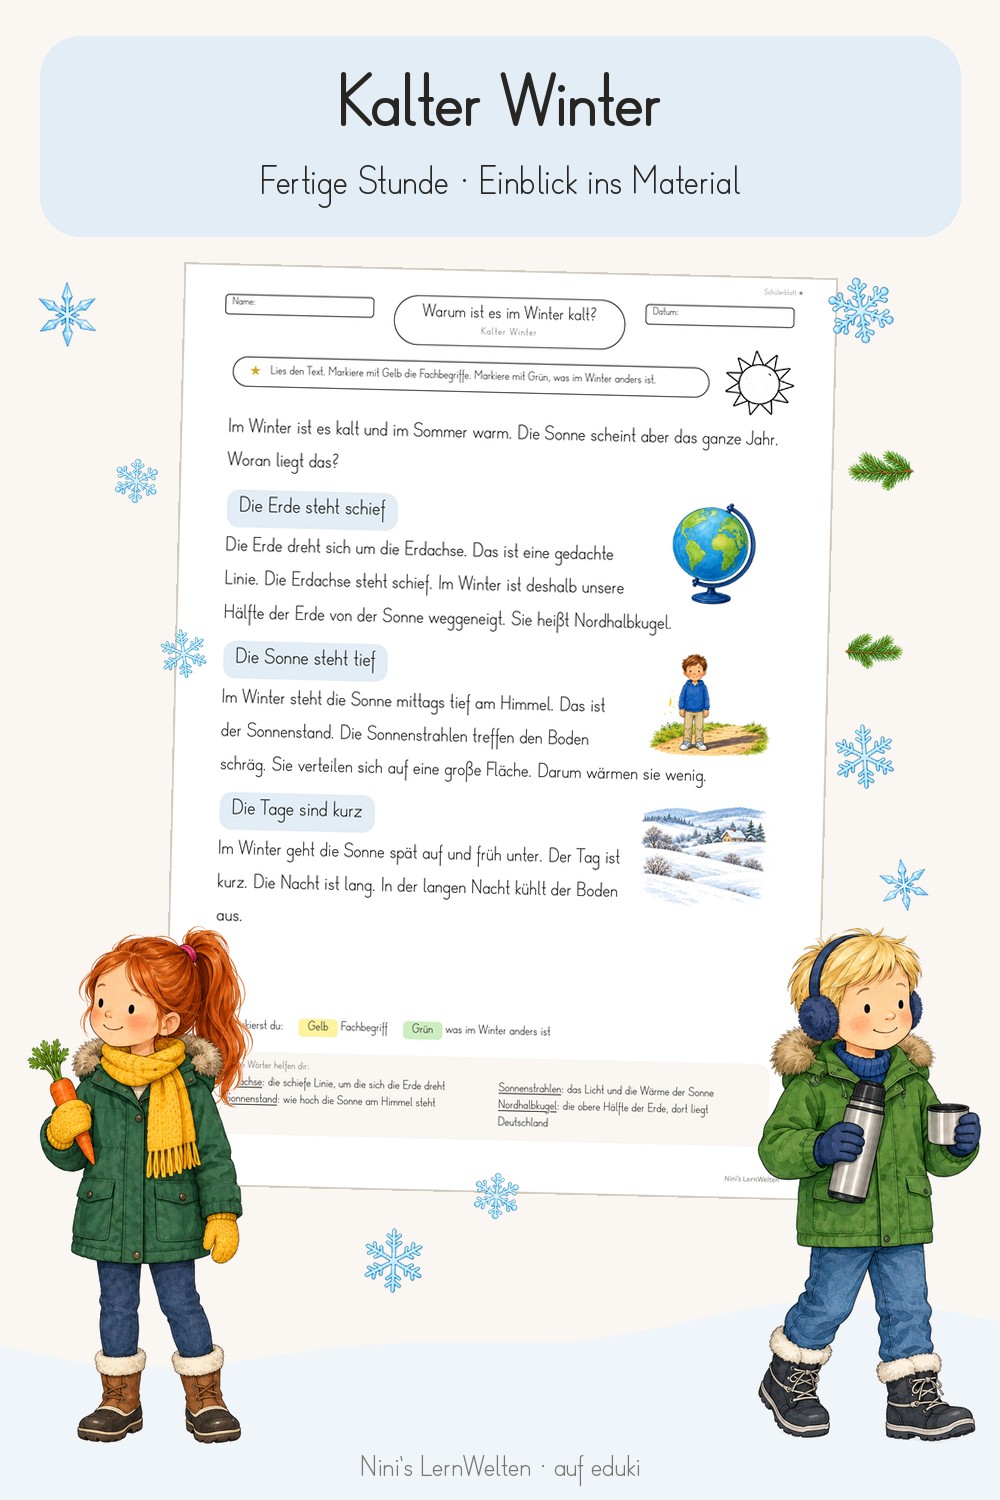 Kalter Winter
Fertige Stunde · Einblick ins Material
Schülerblatt ★
Name:
Warum ist es im Winter kalt?
Kalter Winter
Datum:
★ Lies den Text. Markiere mit Gelb die Fachbegriffe. Markiere mit Grün, was im Winter anders ist.
Im Winter ist es kalt und im Sommer warm. Die Sonne scheint aber das ganze Jahr.
Woran liegt das?
Die Erde steht schief
Die Erde dreht sich um die Erdachse. Das ist eine gedachte
Linie. Die Erdachse steht schief. Im Winter ist deshalb unsere
Hälfte der Erde von der Sonne weggeneigt. Sie heißt Nordhalbkugel.
Die Sonne steht tief
Im Winter steht die Sonne mittags tief am Himmel. Das ist
der Sonnenstand. Die Sonnenstrahlen treffen den Boden
schräg. Sie verteilen sich auf eine große Fläche. Darum wärmen sie wenig.
Die Tage sind kurz
Im Winter geht die Sonne spät auf und früh unter. Der Tag ist
kurz. Die Nacht ist lang. In der langen Nacht kühlt der Boden
aus.
kierst du: Gelb Fachbegriff Grün was im Winter anders ist
Wörter helfen dir:
achse: die schiefe Linie, um die sich die Erde dreht
Sonnenstand: wie hoch die Sonne am Himmel steht
Sonnenstrahlen: das Licht und die Wärme der Sonne
Nordhalbkugel: die obere Hälfte der Erde, dort liegt
Deutschland
Nini's LernWelten
Nini's LernWelten · auf eduki